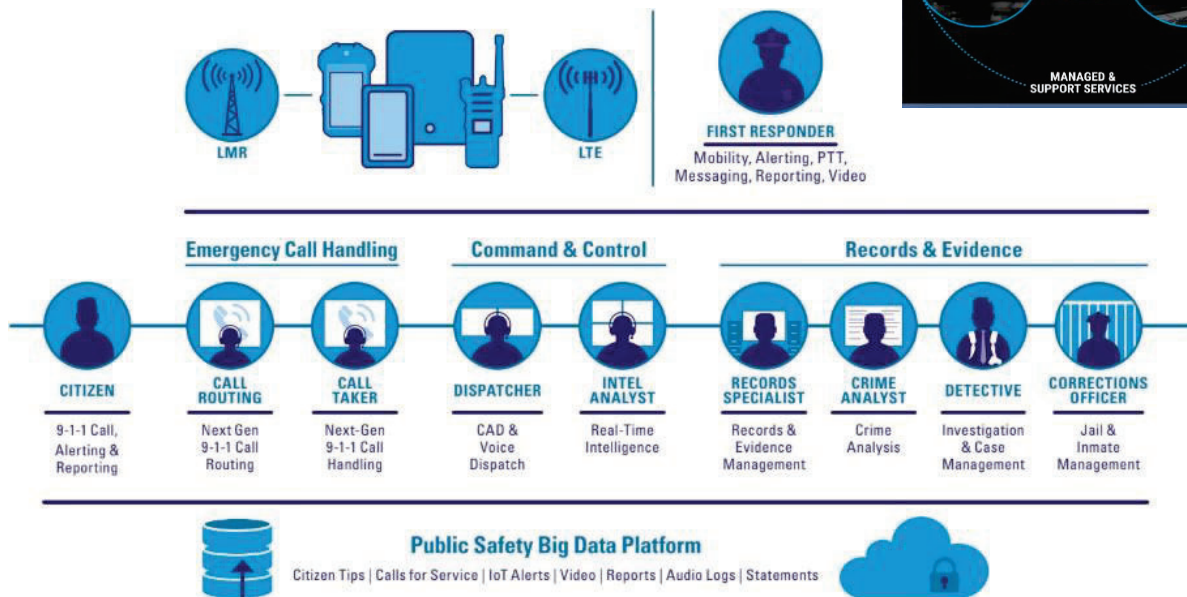 MANAGED &
SUPPORT SERVICES
LMR
LTE
FIRST RESPONDER
Mobility, Alerting, PTT,
Messaging, Reporting, Video
Emergency Call Handling
Command & Control
Records & Evidence
CITIZEN
9-1-1 Call,
Alerting &
Reporting
CALL
ROUTING
Next Gen
9-1-1 Call
Routing
CALL
TAKER
Next-Gen
9-1-1 Call
Handling
DISPATCHER
CAD &
Voice
Dispatch
INTEL
ANALYST
Real-Time
Intelligence
RECORDS
SPECIALIST
Records &
Evidence
Management
CRIME
ANALYST
Crime
Analysis
DETECTIVE
Investigation
& Case
Management
CORRECTIONS
OFFICER
Jail &
Inmate
Management
Public Safety Big Data Platform
Citizen Tips | Calls for Service | IoT Alerts | Video | Reports | Audio Logs | Statements